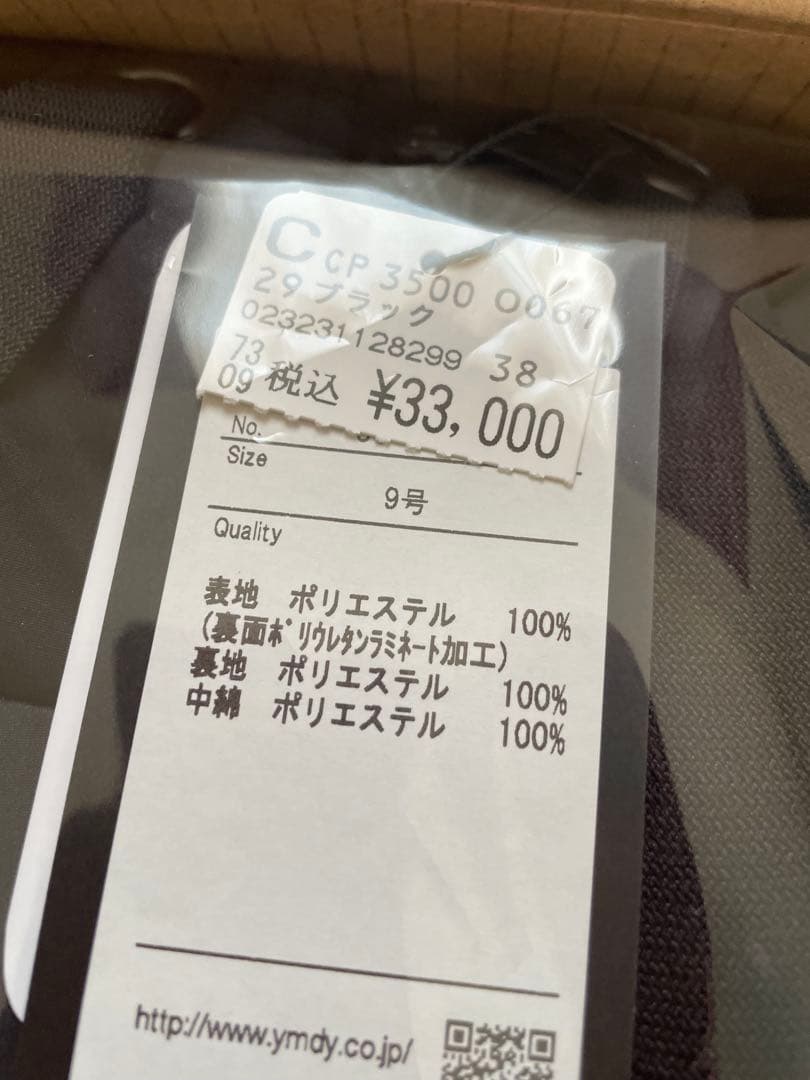 C CP 3500 0067
29 ブラック
023231128299 38
73
09 税込 ¥33,000
No.
Size
9号
Quality
表地 ポリエステル 100%
(裏面ポリウレタンラミネート加工)
裏地 ポリエステル 100%
中綿 ポリエステル 100%
http://www.ymdy.co.jp/